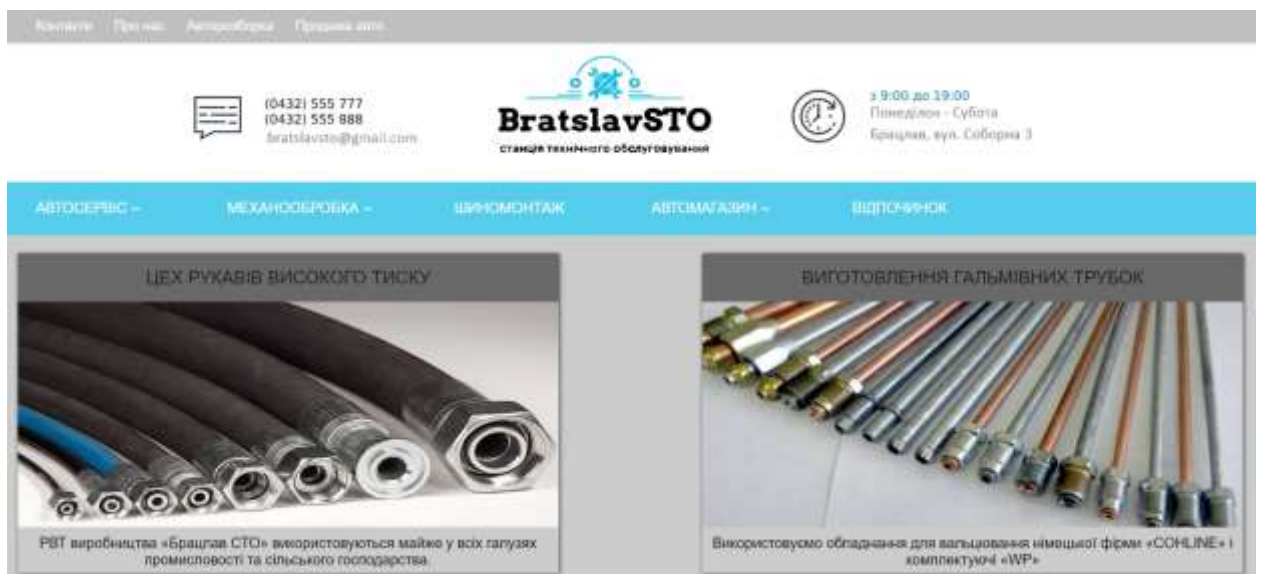 Контакти Про нас Авторозборка Продажа авто
(0432) 555 777
(0432) 555 888
bratslavsto@gmail.com
BratslavSTO
станція технічного обслуговування
з 9:00 до 19:00
Понеділок - Субота
Брацлав, вул. Соборна 3
АВТОСЕРВІС МЕХАНООБРОБКА ШИНОМОНТАЖ АВТОМАГАЗИН ВІДПОЧИНОК
ЦЕХ РУКАВІВ ВИСОКОГО ТИСКУ
РВТ виробництва «Брацлав СТО» використовуються майже у всіх галузях
промисловості та сільського господарства.
ВИГОТОВЛЕННЯ ГАЛЬМІВНИХ ТРУБОК
Використовуємо обладнання для вальцювання німецької фірми «COHLINE» і
комплектуючі «WP»